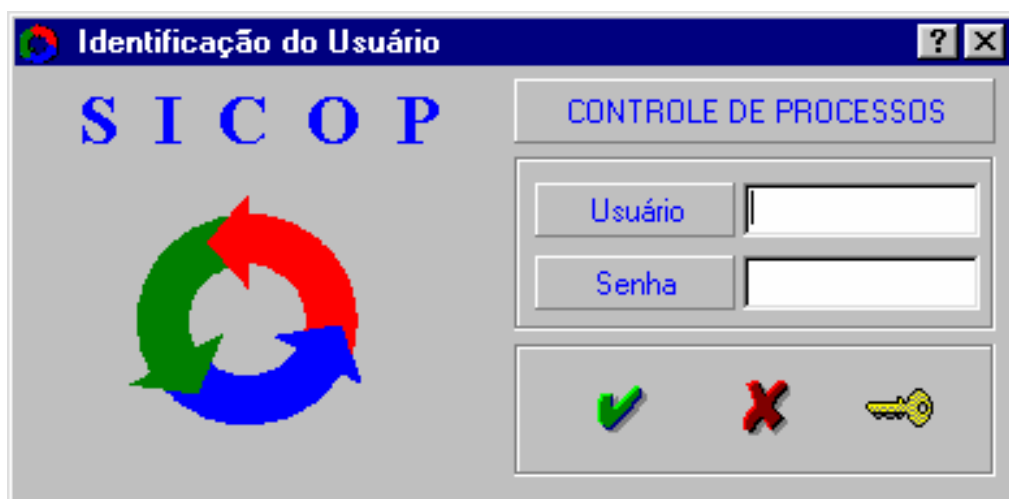 Identificação do Usuário
S I C O P
CONTROLE DE PROCESSOS
Usuário
Senha